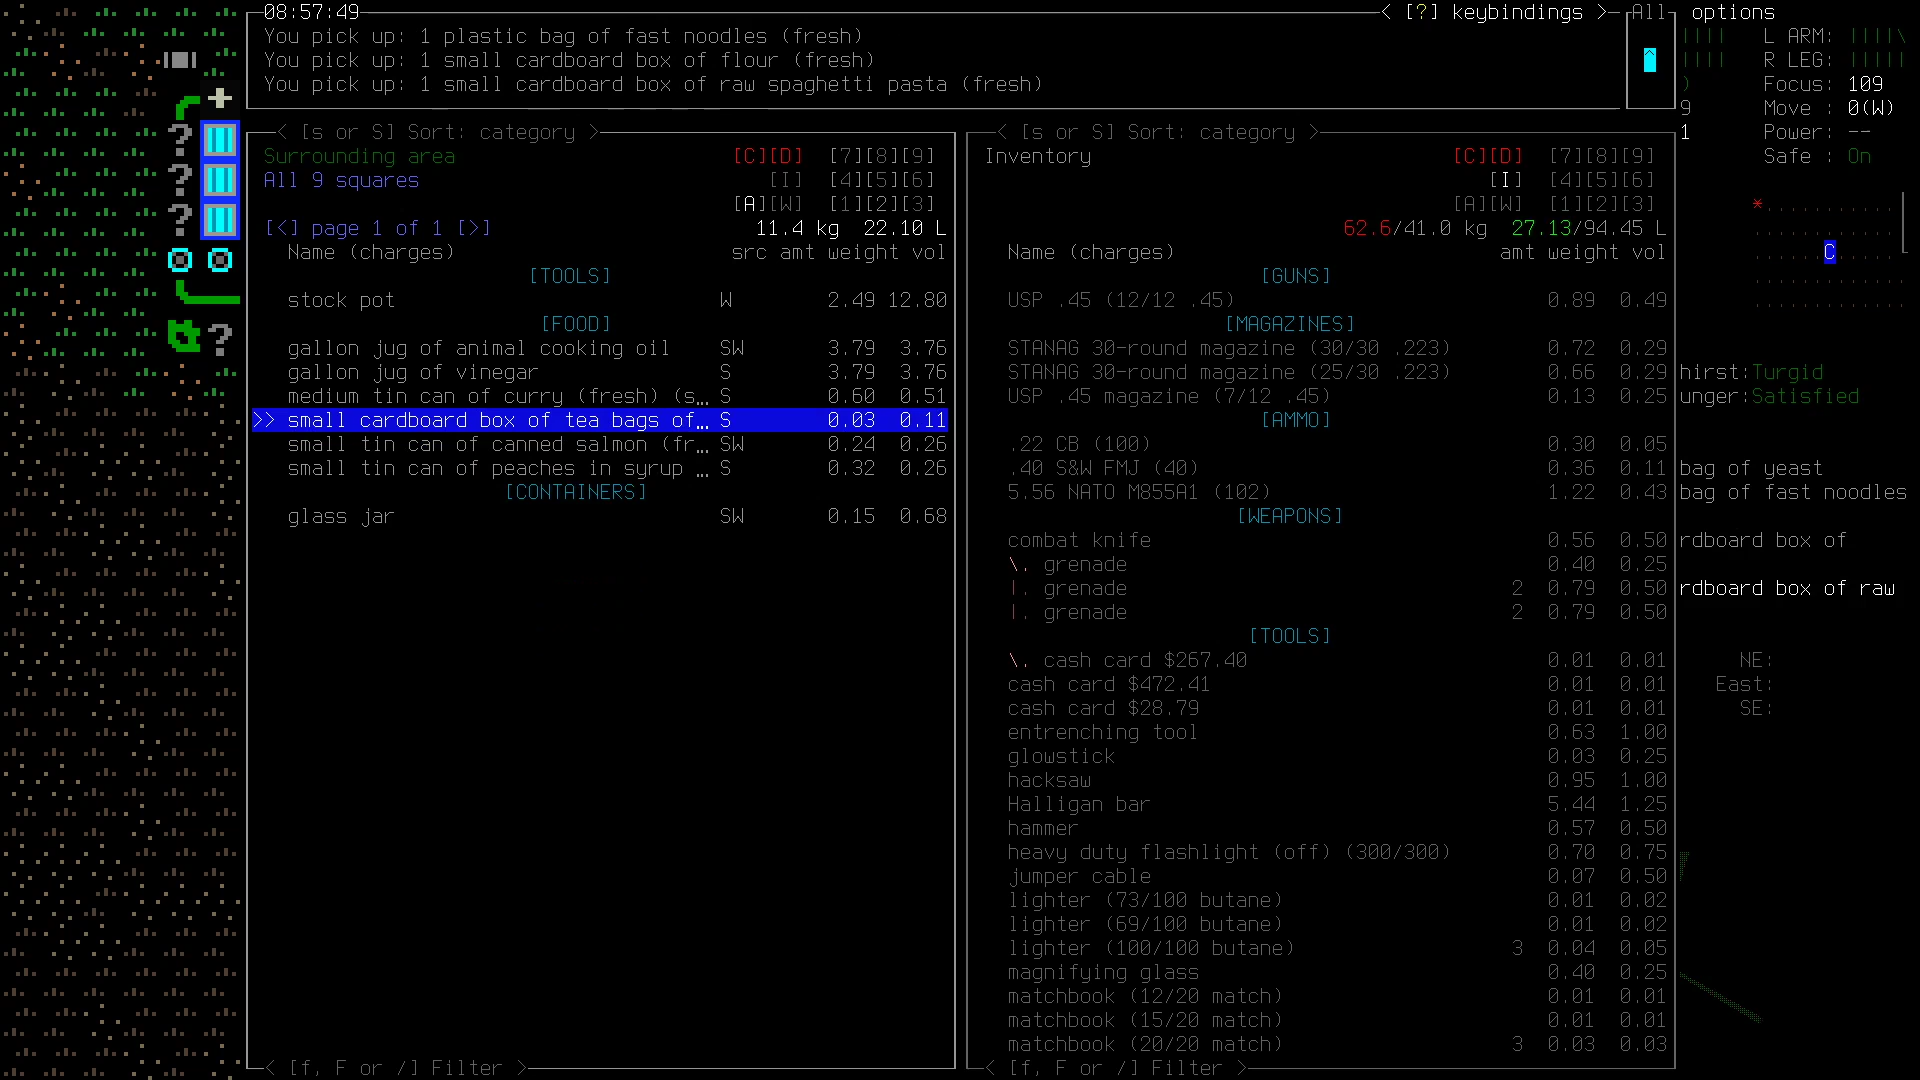 08:57:49 < [?] keybindings > All options
You pick up: 1 plastic bag of fast noodles (fresh)
You pick up: 1 small cardboard box of flour (fresh)
You pick up: 1 small cardboard box of raw spaghetti pasta (fresh)
L ARM: ||||\
R LEG: |||||
Focus: 109
9 Move : 0(W)
1 Power: --
Safe : On
< [s or S] Sort: category >
Surrounding area [C][D] [7][8][9]
All 9 squares [I] [4][5][6]
[A][W] [1][2][3]
[<] page 1 of 1 [>] 11.4 kg 22.10 L
Name (charges) src amt weight vol
[TOOLS]
stock pot W 2.49 12.80
[FOOD]
gallon jug of animal cooking oil SW 3.79 3.76
gallon jug of vinegar S 3.79 3.76
medium tin can of curry (fresh) (s… S 0.60 0.51
>> small cardboard box of tea bags of… S 0.03 0.11
small tin can of canned salmon (fr… SW 0.24 0.26
small tin can of peaches in syrup … S 0.32 0.26
[CONTAINERS]
glass jar SW 0.15 0.68
< [f, F or /] Filter >
< [s or S] Sort: category >
Inventory [C][D] [7][8][9]
[I] [4][5][6]
[A][W] [1][2][3]
62.6/41.0 kg 27.13/94.45 L
Name (charges) amt weight vol
[GUNS]
USP .45 (12/12 .45) 0.89 0.49
[MAGAZINES]
STANAG 30-round magazine (30/30 .223) 0.72 0.29
STANAG 30-round magazine (25/30 .223) 0.66 0.29
USP .45 magazine (7/12 .45) 0.13 0.25
[AMMO]
.22 CB (100) 0.30 0.05
.40 S&W FMJ (40) 0.36 0.11
5.56 NATO M855A1 (102) 1.22 0.43
[WEAPONS]
combat knife 0.56 0.50
\. grenade 0.40 0.25
|. grenade 2 0.79 0.50
|. grenade 2 0.79 0.50
[TOOLS]
\. cash card $267.40 0.01 0.01
cash card $472.41 0.01 0.01
cash card $28.79 0.01 0.01
entrenching tool 0.63 1.00
glowstick 0.03 0.25
hacksaw 0.95 1.00
Halligan bar 5.44 1.25
hammer 0.57 0.50
heavy duty flashlight (off) (300/300) 0.70 0.75
jumper cable 0.07 0.50
lighter (73/100 butane) 0.01 0.02
lighter (69/100 butane) 0.01 0.02
lighter (100/100 butane) 3 0.04 0.05
magnifying glass 0.40 0.25
matchbook (12/20 match) 0.01 0.01
matchbook (15/20 match) 0.01 0.01
matchbook (20/20 match) 3 0.03 0.03
< [f, F or /] Filter >
C
hirst:Turgid
unger:Satisfied
bag of yeast
bag of fast noodles
rdboard box of
rdboard box of raw
NE:
East:
SE: